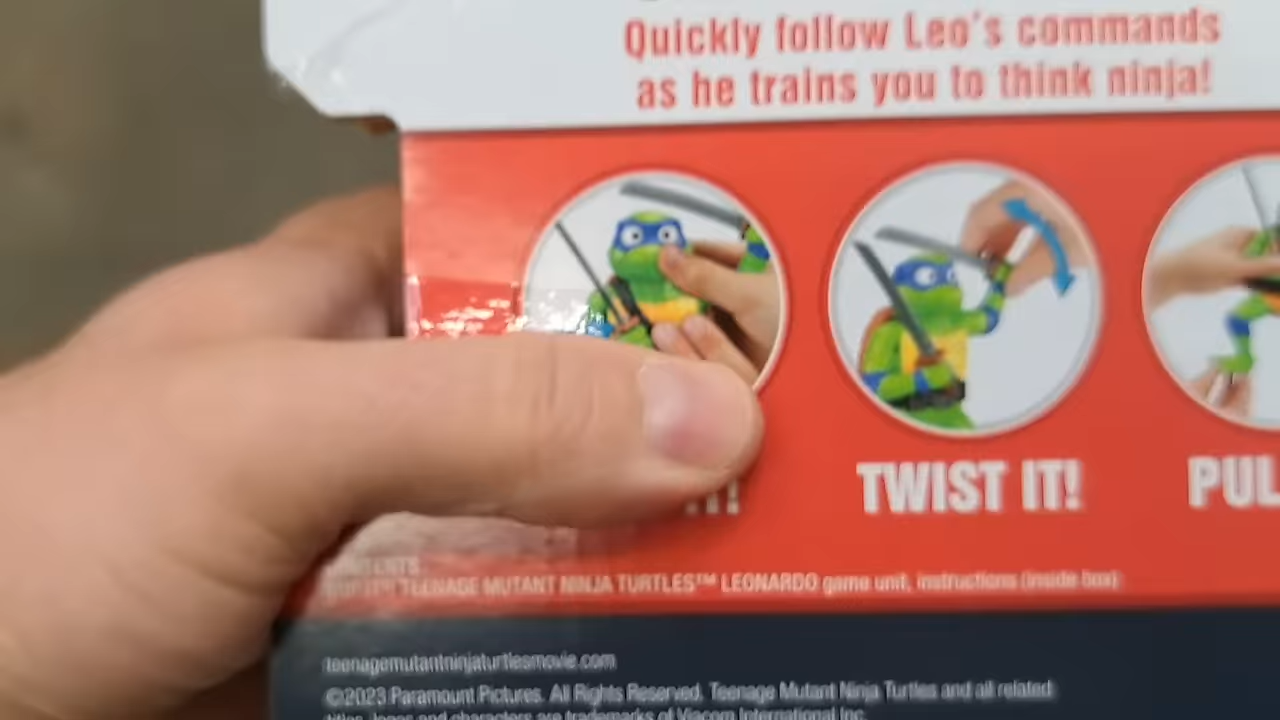 Quickly follow Leo's commands
as he trains you to think ninja!
IT!
TWIST IT!
PUL
TEENAGE MUTANT NINJA TURTLES™ LEONARDO game unit, instructions (inside box)
teenagemutantninjaturtlesmovie.com
©2023 Paramount Pictures. All Rights Reserved. Teenage Mutant Ninja Turtles and all related
titles, logos and characters are trademarks of Viacom International Inc.